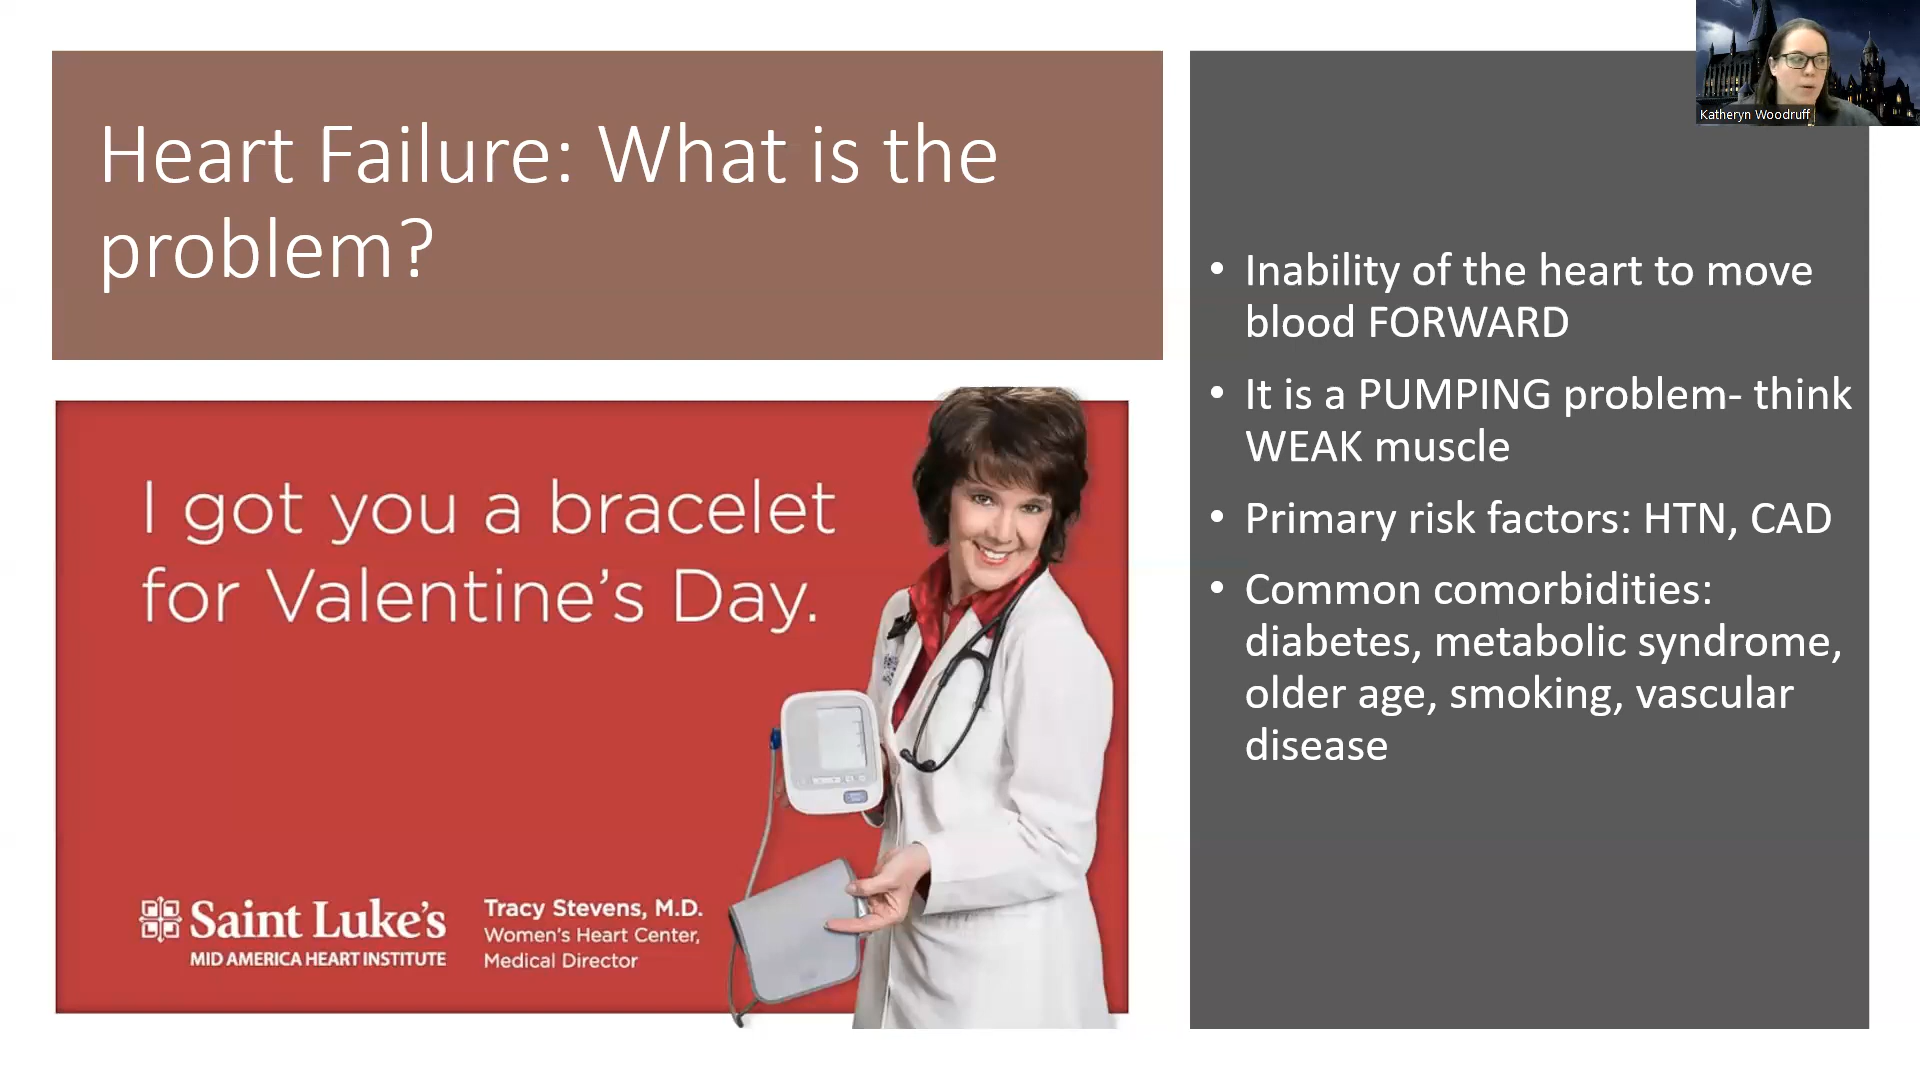 Heart Failure: What is the
problem?
I got you a bracelet
for Valentine's Day.
Saint Luke's
MID AMERICA HEART INSTITUTE
Tracy Stevens, M.D.
Women's Heart Center,
Medical Director
Katheryn Woodruff
• Inability of the heart to move
blood FORWARD
• It is a PUMPING problem- think
WEAK muscle
• Primary risk factors: HTN, CAD
• Common comorbidities:
diabetes, metabolic syndrome,
older age, smoking, vascular
disease